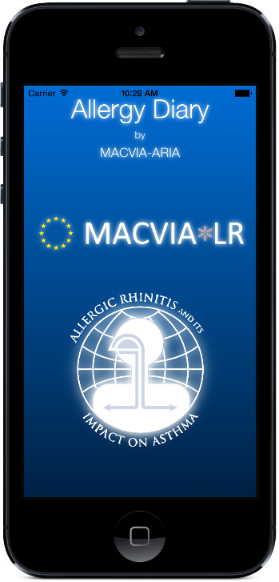 Carrier 10:29 AM
Allergy Diary
by
MACVIA-ARIA
MACVIA*LR
ALLERGIC RHINITIS AND ITS
IMPACT ON ASTHMA